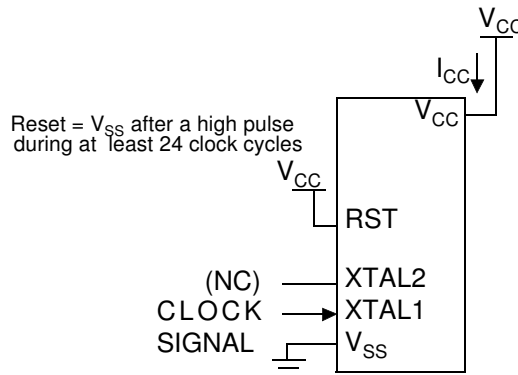 VCC
ICC
VCC
Reset = VSS after a high pulse
during at least 24 clock cycles
VCC
RST
(NC) XTAL2
CLOCK XTAL1
SIGNAL VSS